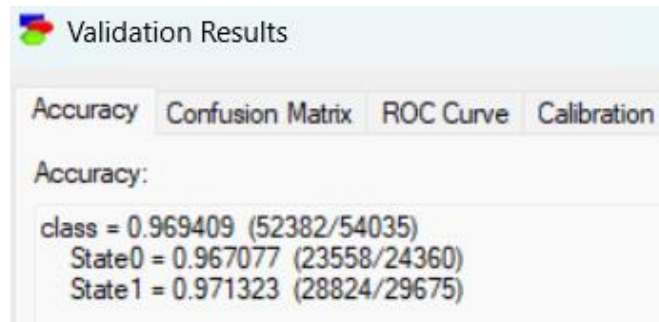 Validation Results
Accuracy Confusion Matrix ROC Curve Calibration
Accuracy:
class = 0.969409 (52382/54035)
State0 = 0.967077 (23558/24360)
State1 = 0.971323 (28824/29675)